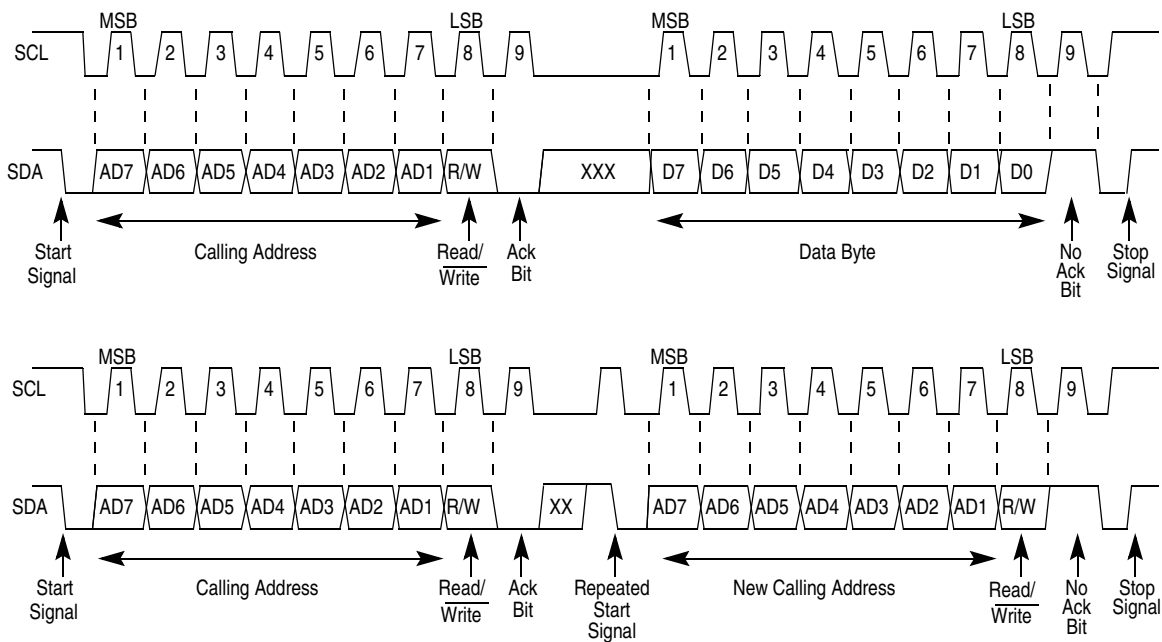 MSB LSB MSB LSB
SCL 1 2 3 4 5 6 7 8 9 1 2 3 4 5 6 7 8 9
SDA AD7 AD6 AD5 AD4 AD3 AD2 AD1 R/W XXX D7 D6 D5 D4 D3 D2 D1 D0
Start Signal
Calling Address
Read/Write
Ack Bit
Data Byte
No Ack Bit
Stop Signal
MSB LSB MSB LSB
SCL 1 2 3 4 5 6 7 8 9 1 2 3 4 5 6 7 8 9
SDA AD7 AD6 AD5 AD4 AD3 AD2 AD1 R/W XX AD7 AD6 AD5 AD4 AD3 AD2 AD1 R/W
Start Signal
Calling Address
Read/Write
Ack Bit
Repeated Start Signal
New Calling Address
Read/Write
No Ack Bit
Stop Signal